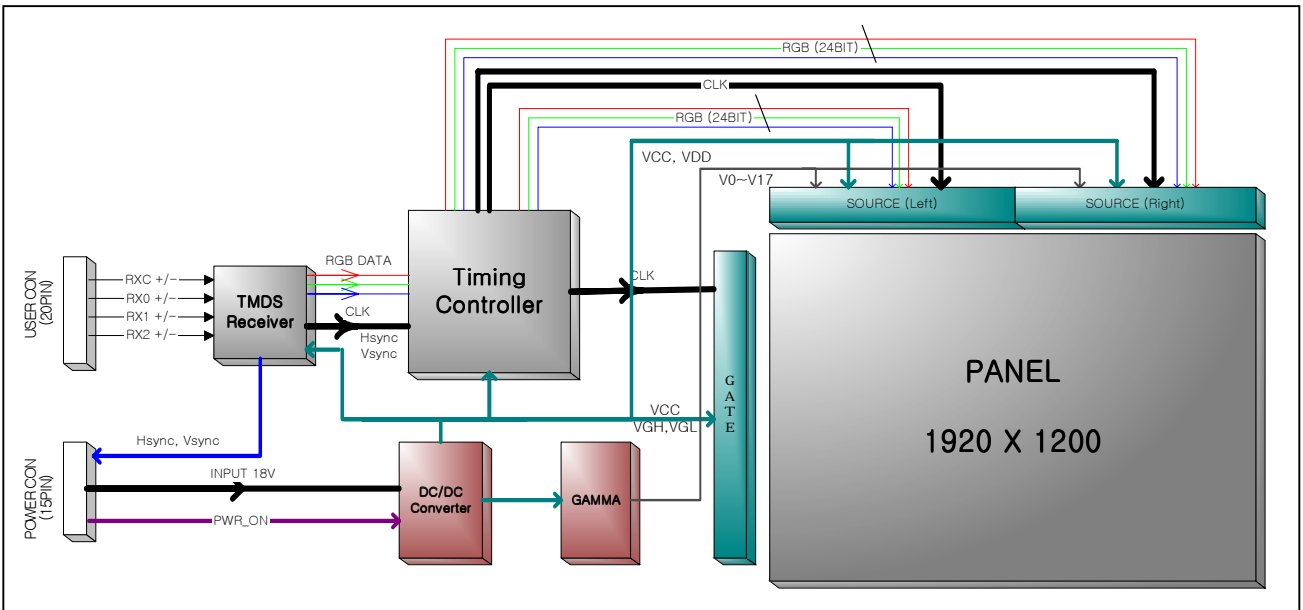 RGB (24BIT)
CLK
RGB (24BIT)
VCC, VDD
V0~V17
SOURCE (Left)
SOURCE (Right)
USER CON
(20PIN)
RXC +/-
RX0 +/-
RX1 +/-
RX2 +/-
TMDS
Receiver
RGB DATA
CLK
Hsync
Vsync
Timing
Controller
CLK
GATE
PANEL
1920 X 1200
VCC
VGH,VGL
Hsync, Vsync
POWER CON
(15PIN)
INPUT 18V
PWR_ON
DC/DC
Converter
GAMMA